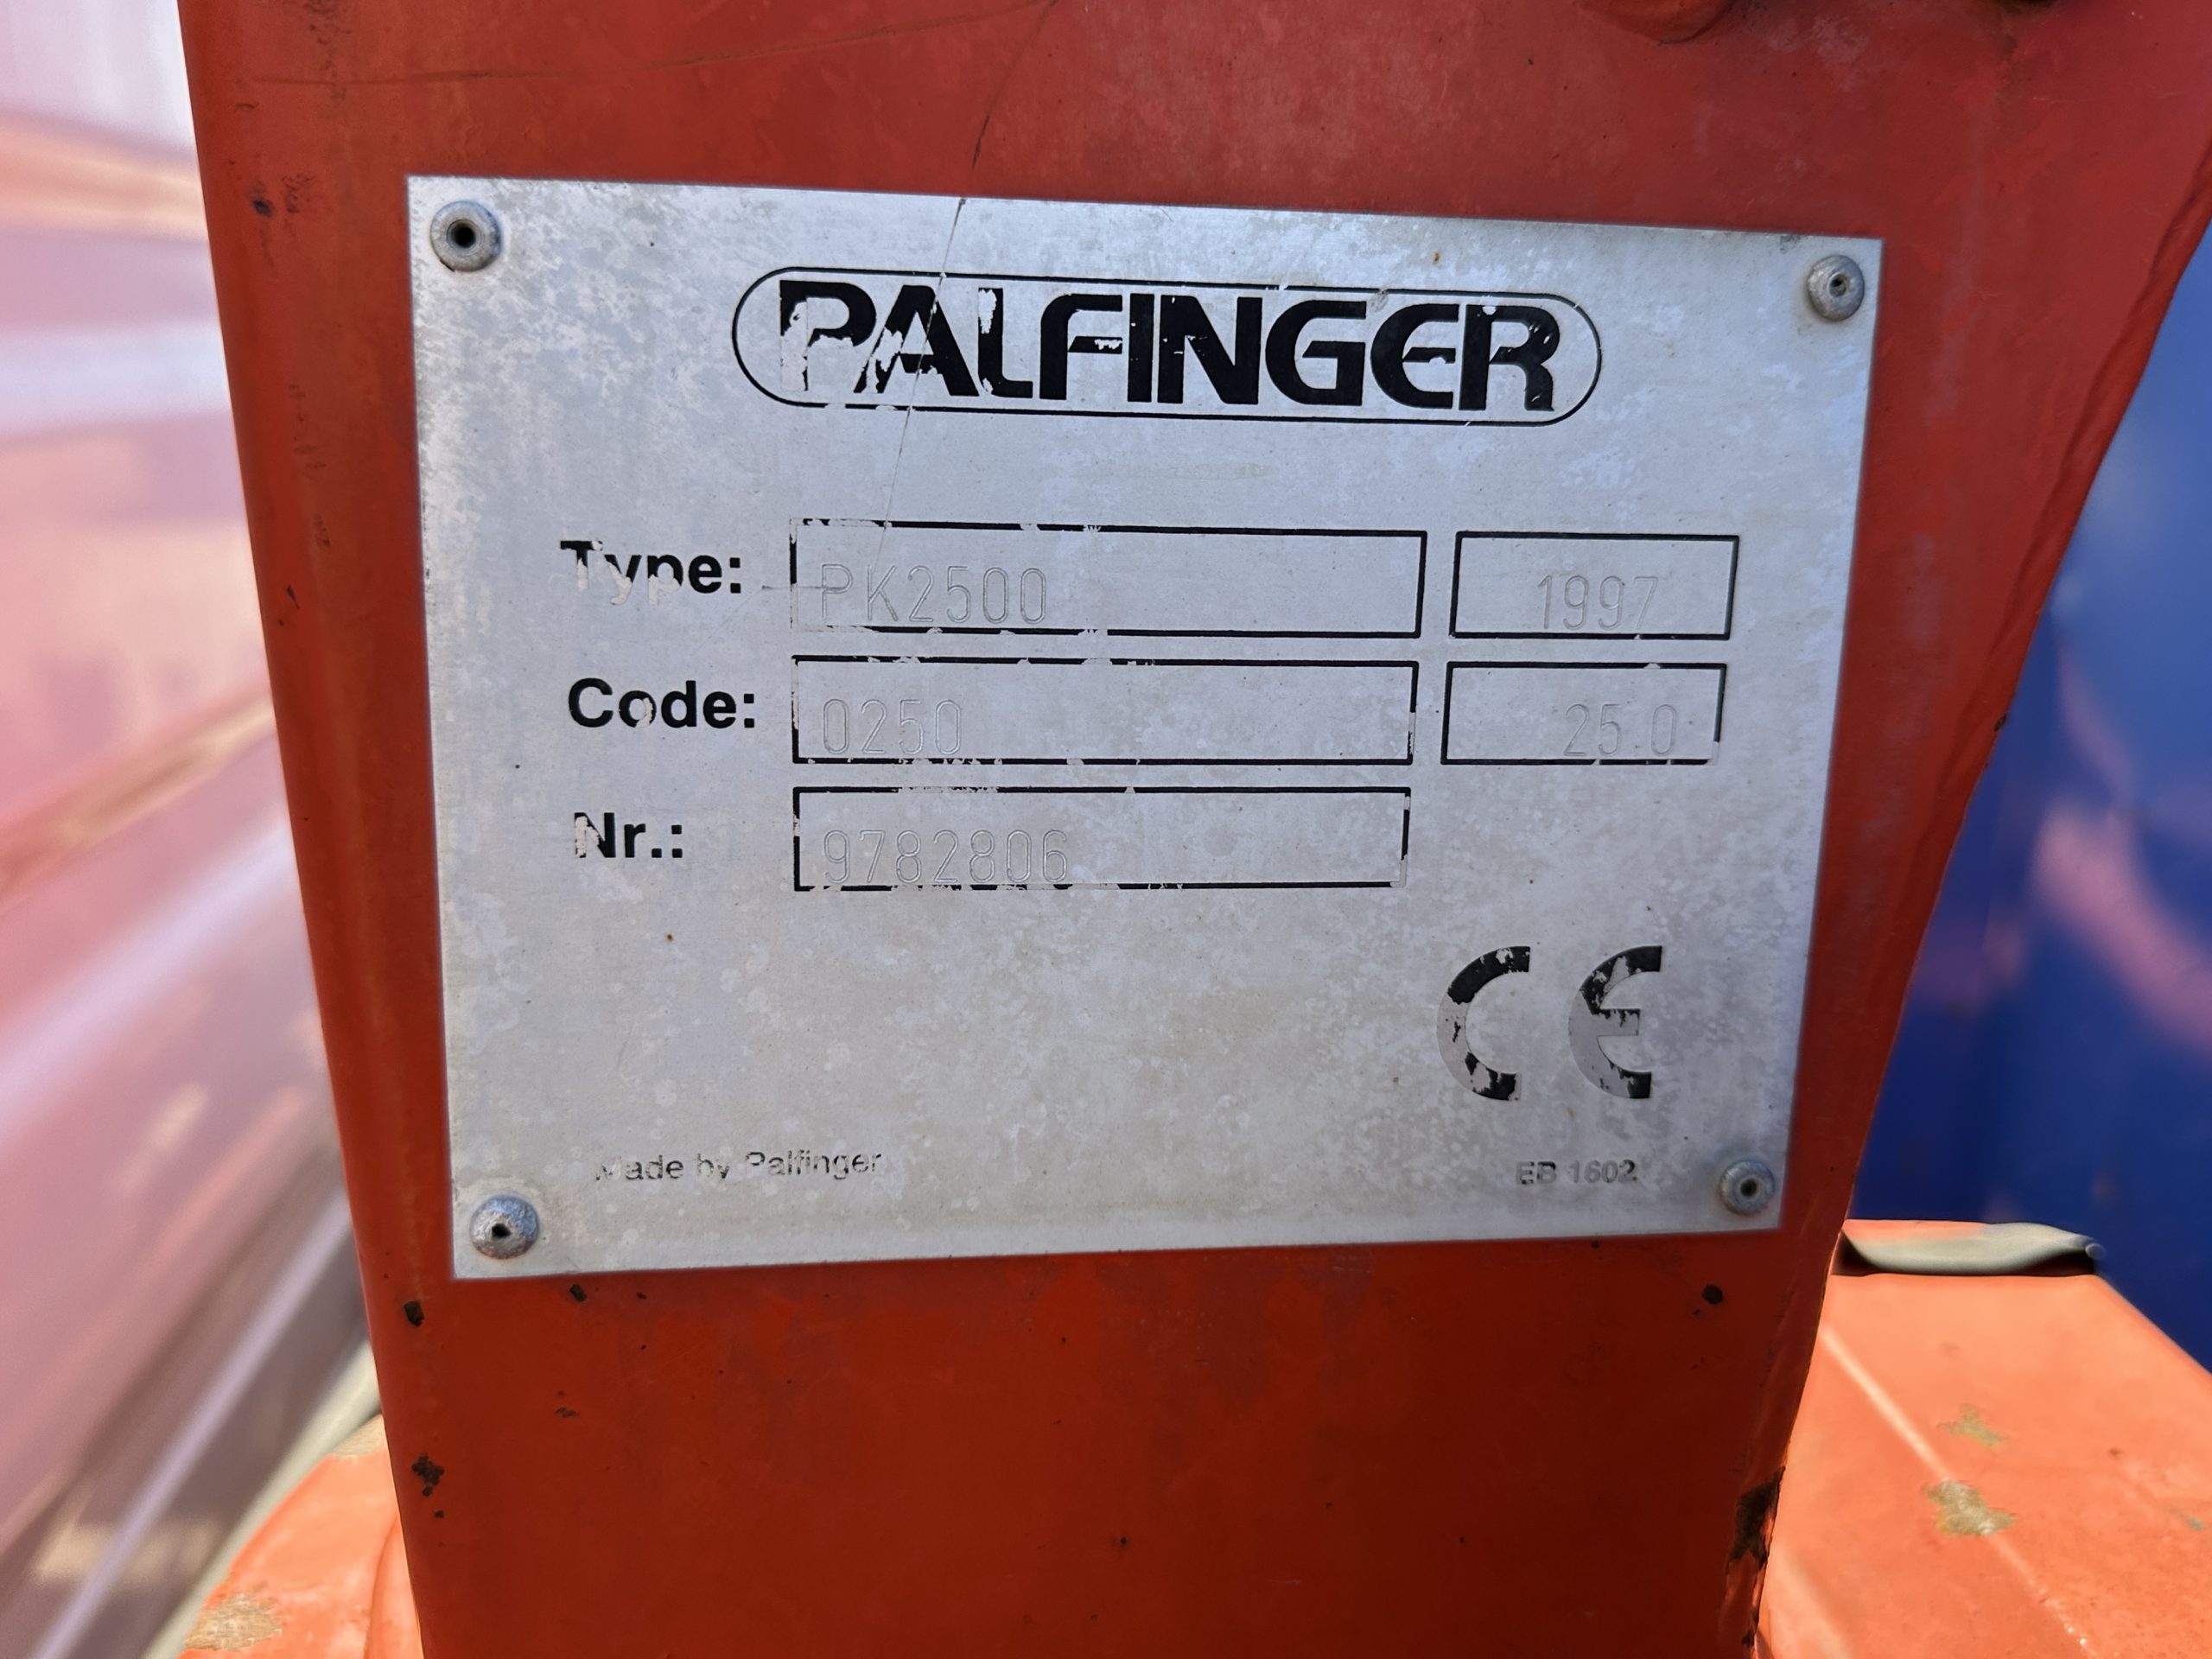 PALFINGER
Type: PK2500 1997
Code: 0250 25.0
Nr.: 9782806
CE
Made by Palfinger EB 1602